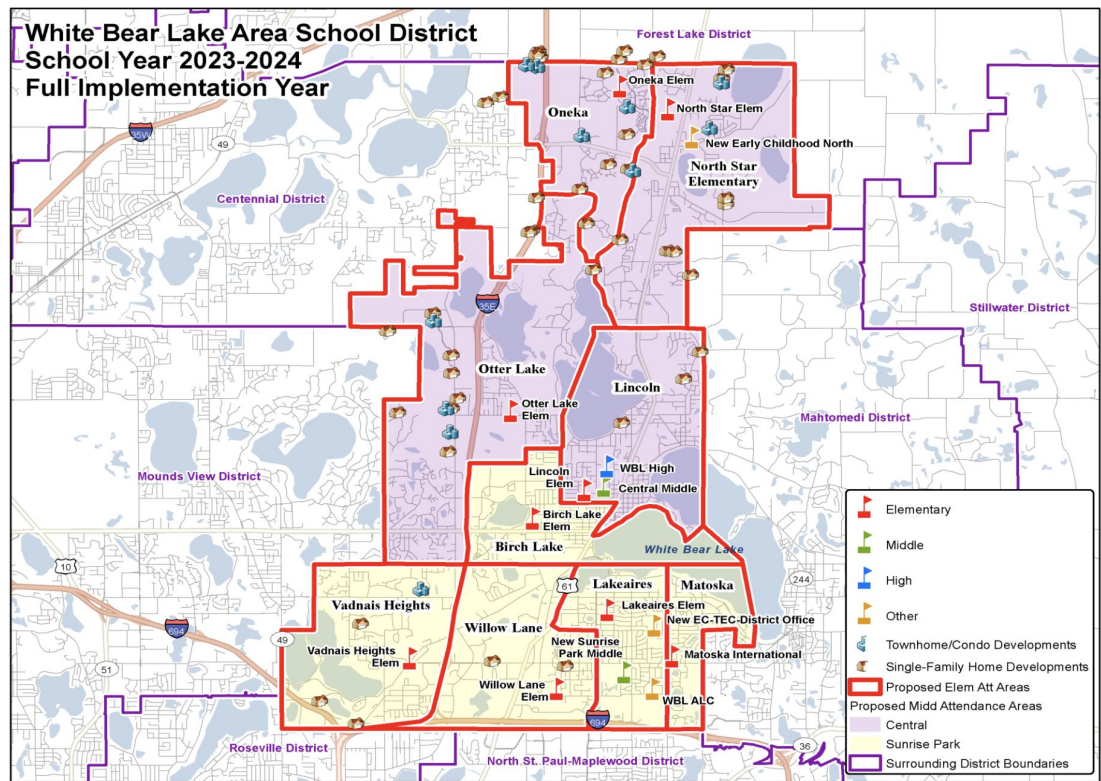 White Bear Lake Area School District
School Year 2023-2024
Full Implementation Year
Forest Lake District
Oneka Elem
Oneka
North Star Elem
35W
49
New Early Childhood North
North Star
Elementary
Centennial District
35E
Stillwater District
Otter Lake
Lincoln
Otter Lake
Elem
Mahtomedi District
Mounds View District
WBL High
Lincoln
Elem
Central Middle
Birch Lake
Elem
Birch Lake
White Bear Lake
10
61
244
Lakeaires
Matoska
Vadnais Heights
Lakeaires Elem
Willow Lane
New EC-TEC-District Office
694
49
New Sunrise
Park Middle
Vadnais Heights
Elem
Matoska International
51
Willow Lane
Elem
WBL ALC
694
Roseville District
36
North St. Paul-Maplewood District
Elementary
Middle
High
Other
Townhome/Condo Developments
Single-Family Home Developments
Proposed Elem Att Areas
Proposed Midd Attendance Areas
Central
Sunrise Park
Surrounding District Boundaries